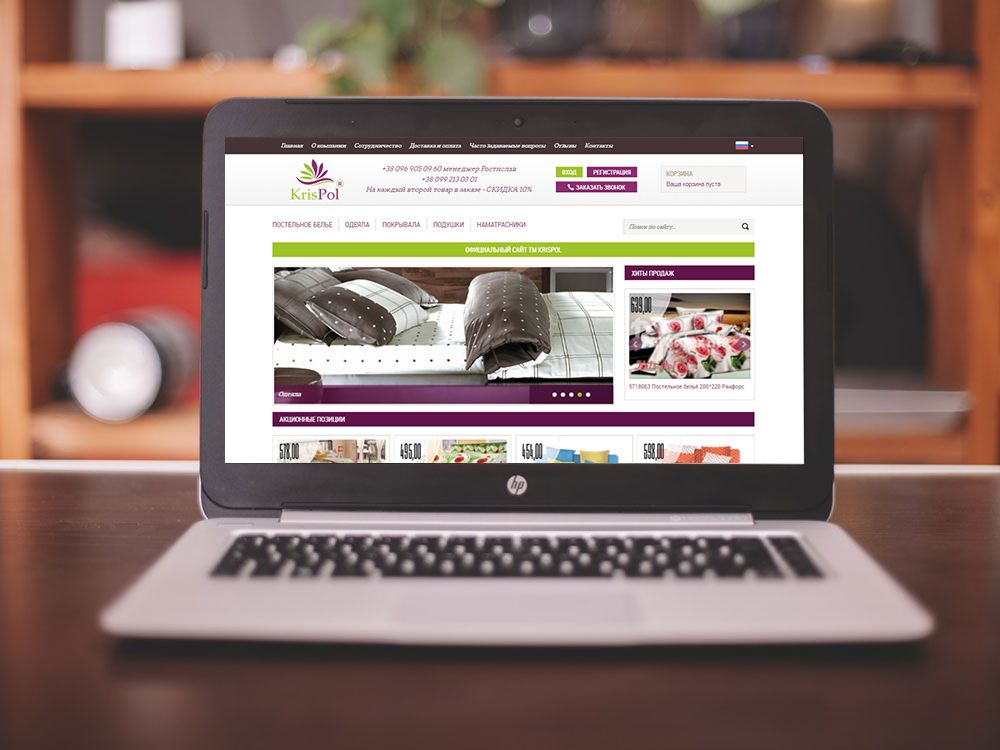 Главная О компании Сотрудничество Доставка и оплата Часто задаваемые вопросы Отзывы Контакты
KrisPol ®
+38 096 905 09 60 менеджер Ростислав
+38 099 213 03 01
На каждый второй товар в заказе - СКИДКА 10%
ВХОД РЕГИСТРАЦИЯ
ЗАКАЗАТЬ ЗВОНОК
КОРЗИНА
Ваша корзина пуста
ПОСТЕЛЬНОЕ БЕЛЬЕ ОДЕЯЛА ПОКРЫВАЛА ПОДУШКИ НАМАТРАСНИКИ
Поиск по сайту...
ОФИЦИАЛЬНЫЙ САЙТ ТМ KRISPOL
Одеяла
ХИТЫ ПРОДАЖ
639,00
5718063 Постельное бельё 200*220 Ранфорс
АКЦИОННЫЕ ПОЗИЦИИ
578,00 495,00 454,00 598,00
hp